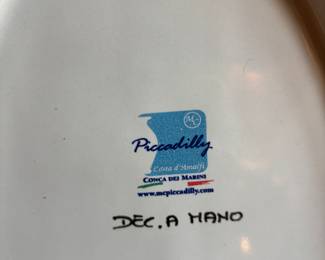 MC
Piccadilly
Costa d'Amalfi
CONCA DEI MARINI
www.mcpiccadilly.com
DEC. A MANO